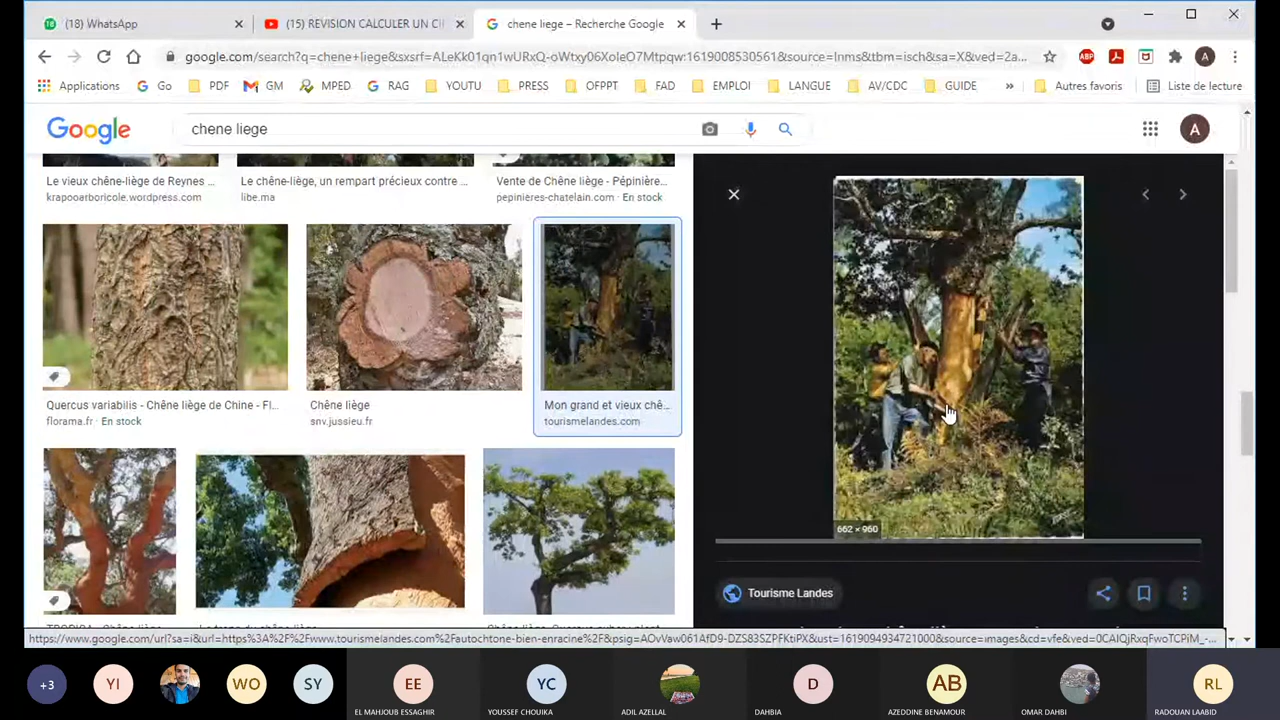 (18) WhatsApp
(15) REVISION CALCULER UN CI
chene liege – Recherche Google
google.com/search?q=chene+liege&sxsrf=ALeKk01qn1wURxQ-oWtxy06XoleO7Mtpqw:1619008530561&source=lnms&tbm=isch&sa=X&ved=2a...
ABP
A
Applications
Go
PDF
GM
MPED
RAG
YOUTU
PRESS
OFPPT
FAD
EMPLOI
LANGUE
AV/CDC
GUIDE
»
Autres favoris
Liste de lecture
Google
chene liege
A
Le vieux chêne-liège de Reynes ...
Le chêne-liège, un rempart précieux contre ...
Vente de Chêne liège - Pépinière...
krapoarboricole.wordpress.com
libe.ma
pepinieres-chatelain.com · En stock
Quercus variabilis - Chêne liège de Chine - Fl...
Chêne liège
Mon grand et vieux chê...
florama.fr · En stock
snv.jussieu.fr
tourismelandes.com
662 × 960
Tourisme Landes
+3
YI
WO
SY
EE
EL MAHJOUB ESSAGHIR
YC
YOUSSEF CHOUIKA
ADIL AZELLAL
D
DAHBIA
AB
AZEDDINE BENAMOUR
OMAR DAHBI
RL
RADOUAN LAABID